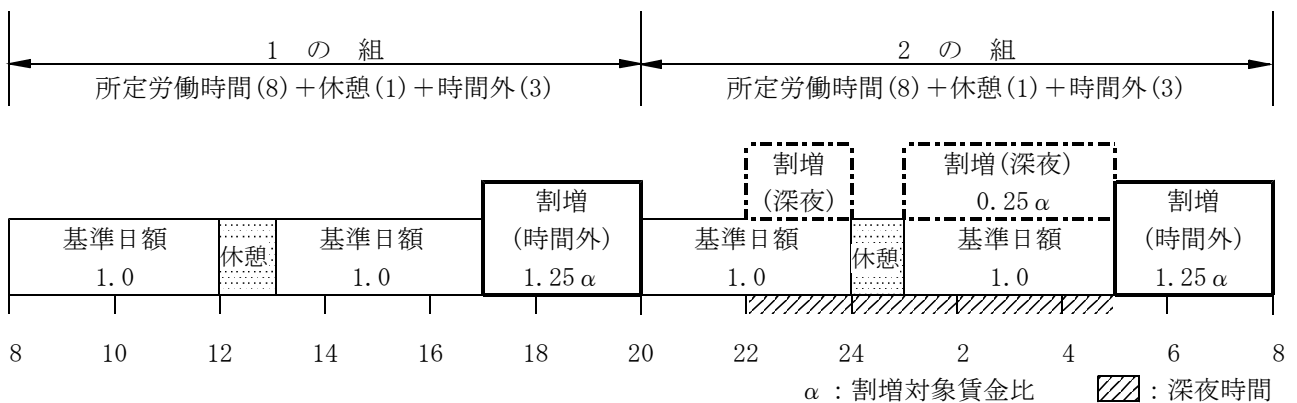 1 の 組 2 の 組
所定労働時間(8)+休憩(1)+時間外(3) 所定労働時間(8)+休憩(1)+時間外(3)
割増 割増(深夜)
割増 (深夜) 0.25α 割増
基準日額 基準日額 (時間外) 基準日額 基準日額 (時間外)
休憩 休憩
1.0 1.0 1.25α 1.0 1.0 1.25α
8 10 12 14 16 18 20 22 24 2 4 6 8
α:割増対象賃金比 :深夜時間